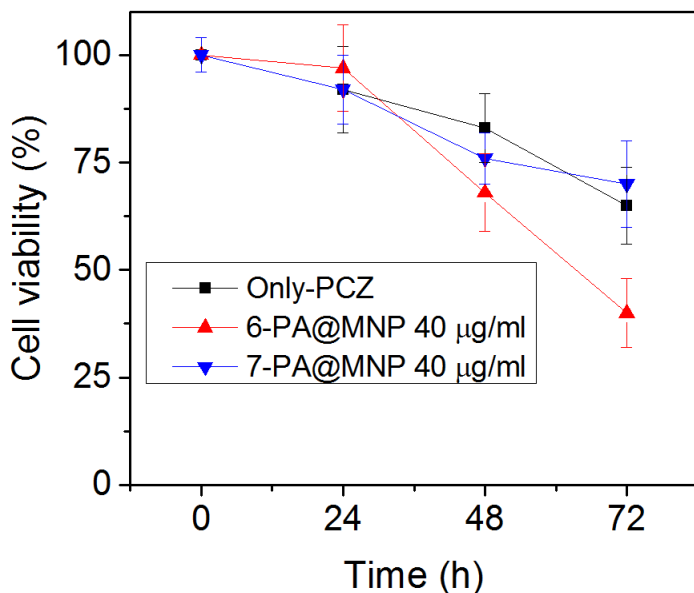 Cell viability (%)
100
75
50
25
0
Only-PCZ
6-PA@MNP 40 μg/ml
7-PA@MNP 40 μg/ml
0 24 48 72
Time (h)